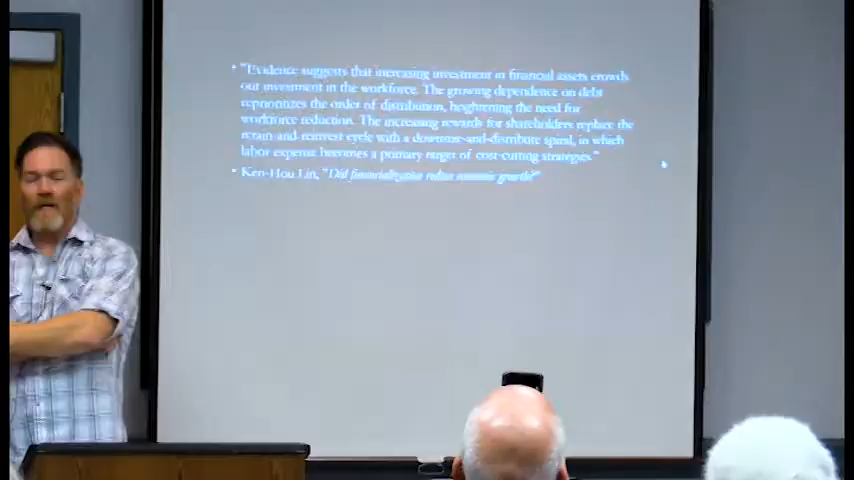 • "Evidence suggests that increasing investment in financial assets crowds
out investment in the workforce. The growing dependence on debt
reprioritizes the order of distribution, heightening the need for
workforce reduction. The increasing rewards for shareholders replace the
retain-and-reinvest cycle with a downsize-and-distribute spiral, in which
labor expense becomes a primary target of cost-cutting strategies."
• Ken-Hou Lin, "Did financialization reduce economic growth?"